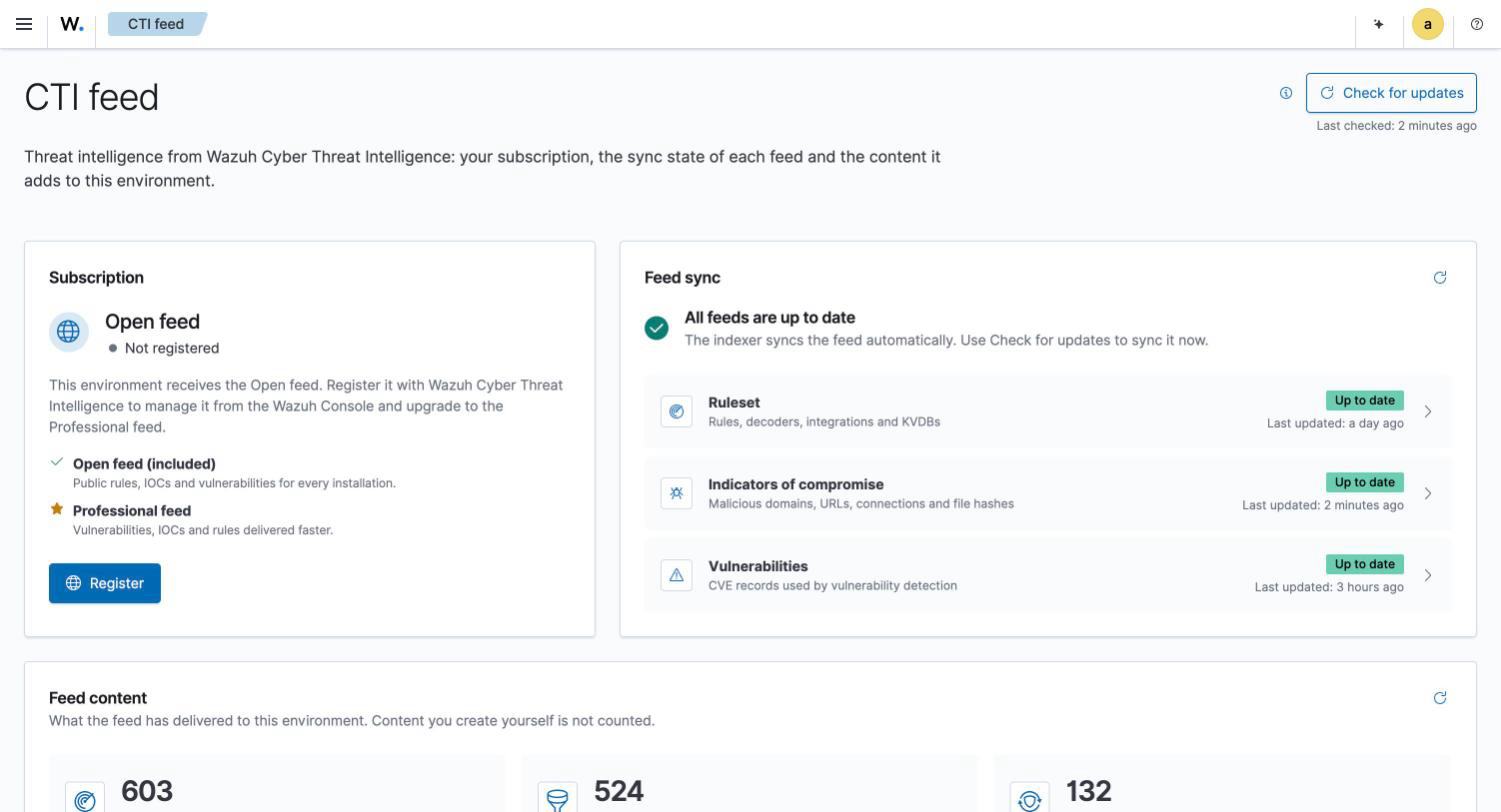 W.
CTI feed
a
CTI feed
Check for updates
Last checked: 2 minutes ago
Threat intelligence from Wazuh Cyber Threat Intelligence: your subscription, the sync state of each feed and the content it
adds to this environment.
Subscription
Open feed
Not registered
This environment receives the Open feed. Register it with Wazuh Cyber Threat
Intelligence to manage it from the Wazuh Console and upgrade to the
Professional feed.
Open feed (included)
Public rules, IOCs and vulnerabilities for every installation.
Professional feed
Vulnerabilities, IOCs and rules delivered faster.
Register
Feed sync
All feeds are up to date
The indexer syncs the feed automatically. Use Check for updates to sync it now.
Ruleset
Rules, decoders, integrations and KVDBs
Up to date
Last updated: a day ago
Indicators of compromise
Malicious domains, URLs, connections and file hashes
Up to date
Last updated: 2 minutes ago
Vulnerabilities
CVE records used by vulnerability detection
Up to date
Last updated: 3 hours ago
Feed content
What the feed has delivered to this environment. Content you create yourself is not counted.
603
524
132